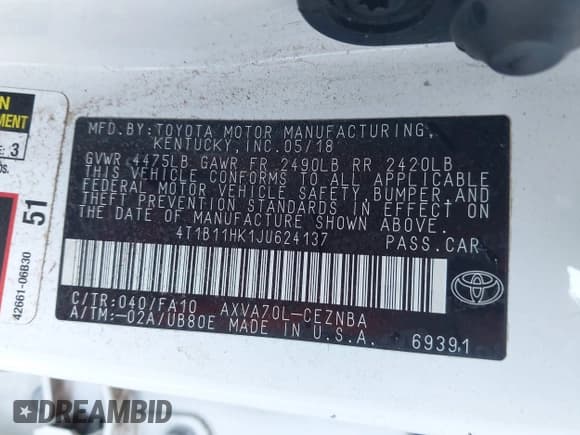 MFD.BY:TOYOTA MOTOR MANUFACTURING,
KENTUCKY,INC.05/18
GVWR 4475LB GAWR FR 2490LB RR 2420LB
THIS VEHICLE CONFORMS TO ALL APPLICABLE
FEDERAL MOTOR VEHICLE SAFETY,BUMPER,AND
THEFT PREVENTION STANDARDS IN EFFECT ON
THE DATE OF MANUFACTURE SHOWN ABOVE.
4T1B11HK1JU624137 PASS.CAR
C/TR:040/FA10 AXVA70L-CEZNBA
A/TM:-02A/UB80E MADE IN U.S.A.
69391
TOYOTA
3
51
42661-06B30
DREAMBID